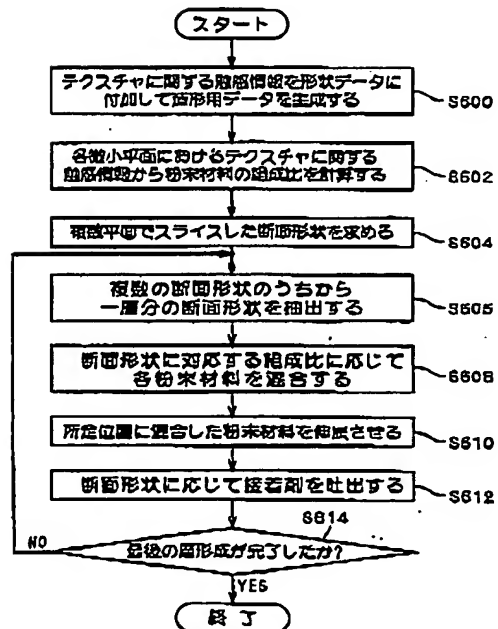 スタート
テクスチャに関する触感情報を形状データに
付加して造形用データを生成する
S600
各微小平面におけるテクスチャに関する
触感情報から粉末材料の組成比を計算する
S602
複数平面でスライスした断面形状を求める
S604
複数の断面形状のうちから
一層分の断面形状を抽出する
S606
断面形状に対応する組成比に応じて
各粉末材料を混合する
S608
所定位置に混合した粉末材料を伸展させる
S610
断面形状に応じて接着剤を吐出する
S612
S614
NO
最後の層形成が完了したか?
YES
終了